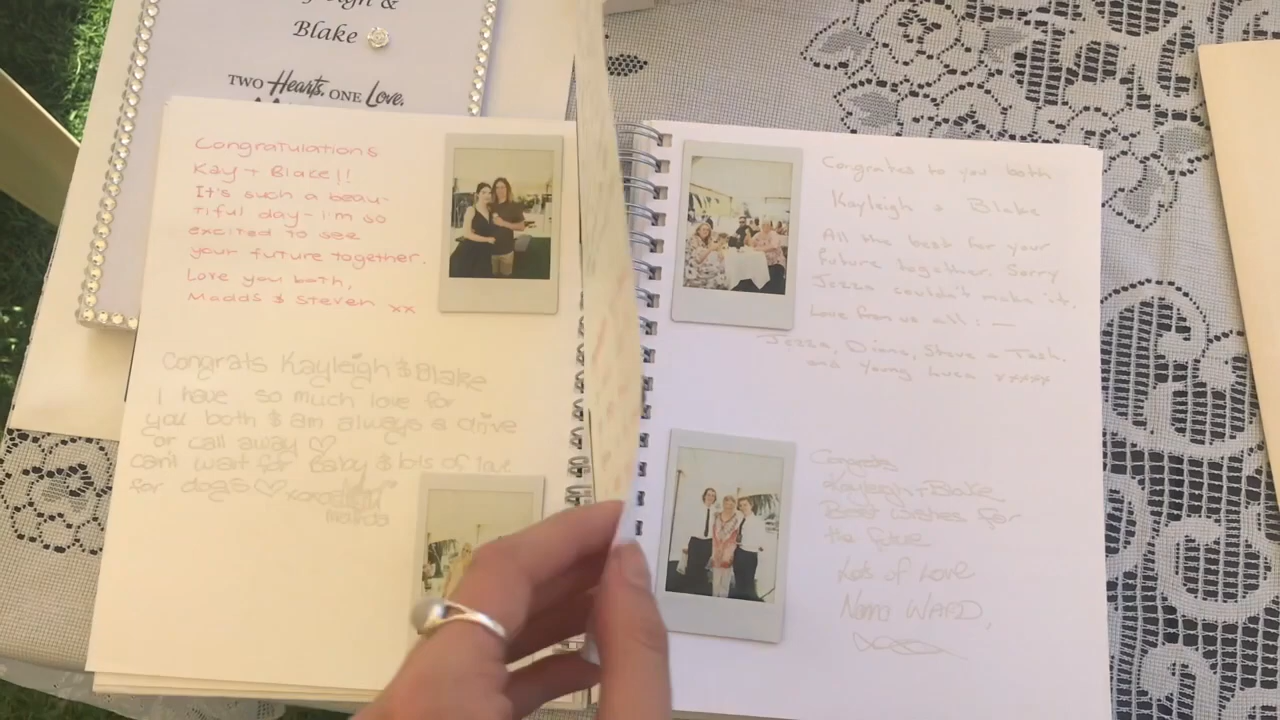 &
Blake
TWO Hearts, ONE Love.
Congratulations
Kay + Blake!!
It's such a beau-
tiful day - i'm so
excited to see
your future together.
Love you both,
Madds & Steven xx
Congrats Kayleigh & Blake
I have so much love for
you both & am always a drive
or call away ♡
can't wait for Baby & lots of love
for dogs ♡
Congrates to you both
Kayleigh + Blake
All the best for your
future together. Sorry
Jezza couldn't make it.
Love from us all: —
Jezza, Diane, Steve + Tash.
and young Luca xxxxx
Congrats
Kayleigh + Blake
Best wishes for
the future
Lots of Love
Nanna WARD,